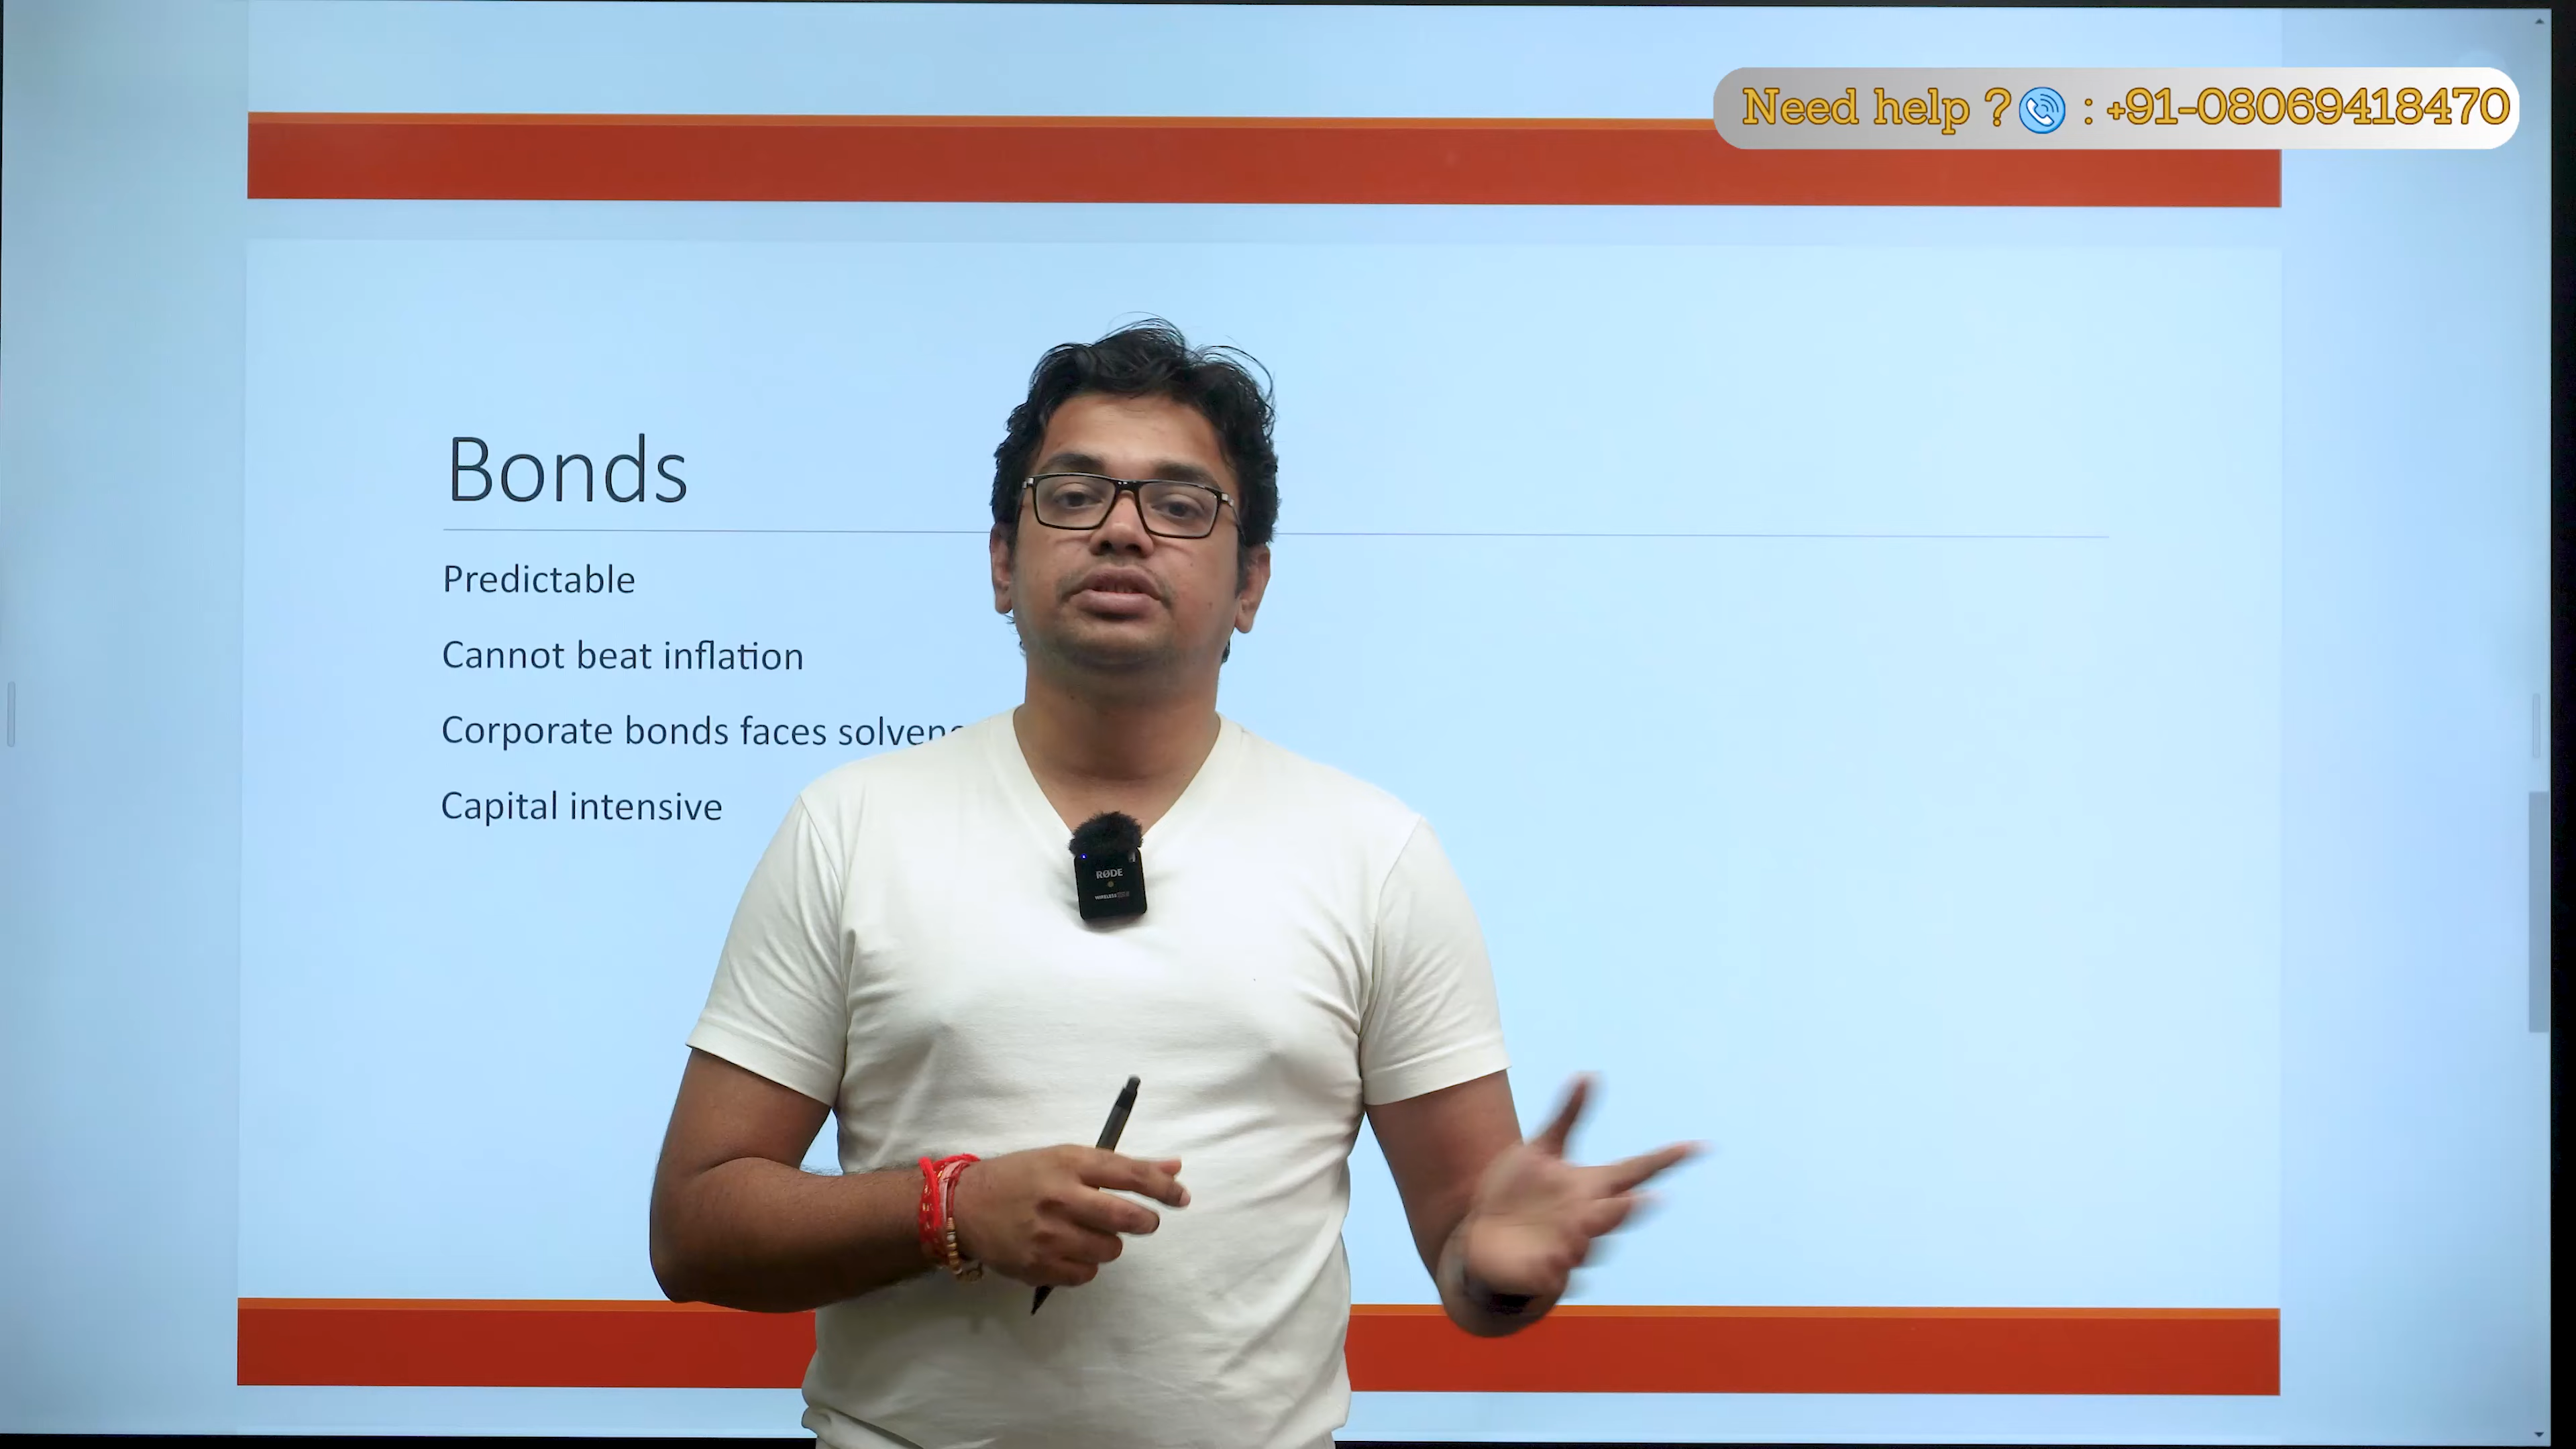 Need help ? : +91-08069418470
Bonds
Predictable
Cannot beat inflation
Corporate bonds faces
Capital intensive
RØDE